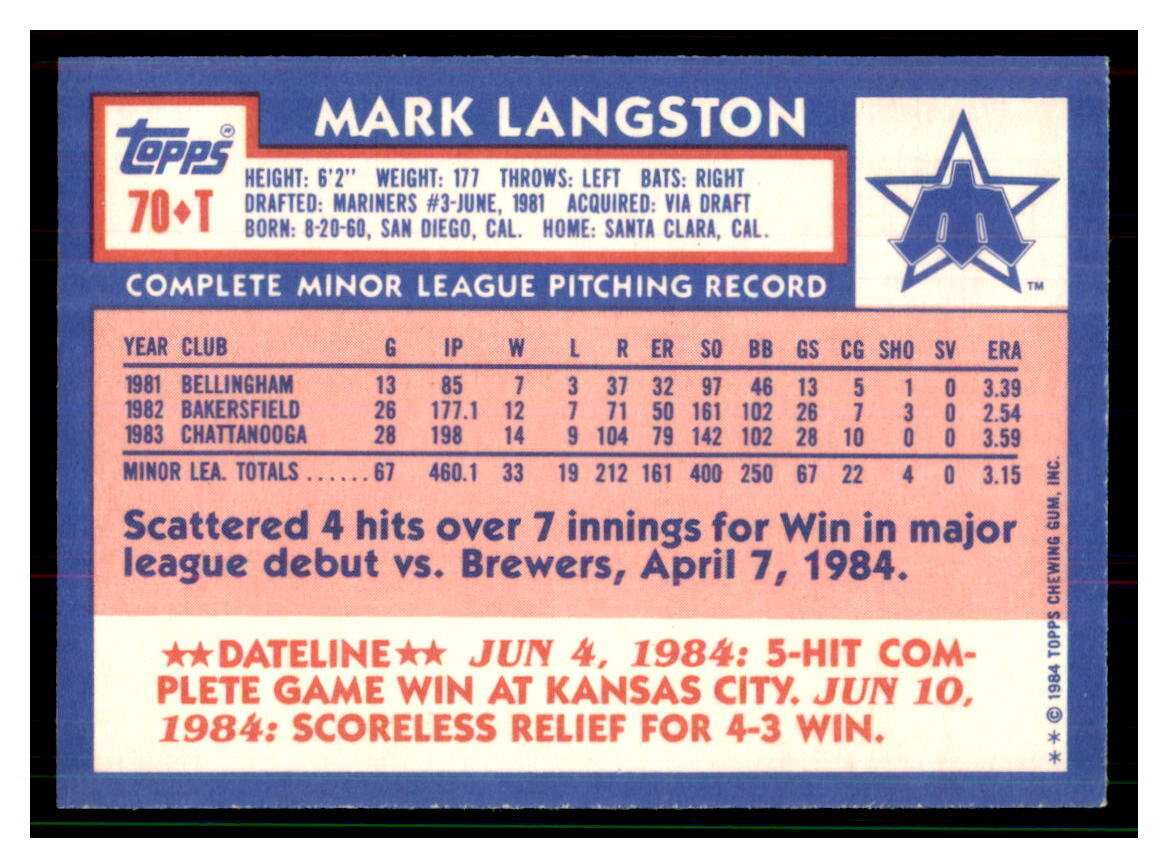 MARK LANGSTON
Topps®
70♦T
HEIGHT: 6'2" WEIGHT: 177 THROWS: LEFT BATS: RIGHT
DRAFTED: MARINERS #3-JUNE, 1981 ACQUIRED: VIA DRAFT
BORN: 8-20-60, SAN DIEGO, CAL. HOME: SANTA CLARA, CAL.
TM
COMPLETE MINOR LEAGUE PITCHING RECORD
YEAR CLUB G IP W L R ER SO BB GS CG SHO SV ERA
1981 BELLINGHAM 13 85 7 3 37 32 97 46 13 5 1 0 3.39
1982 BAKERSFIELD 26 177.1 12 7 71 50 161 102 26 7 3 0 2.54
1983 CHATTANOOGA 28 198 14 9 104 79 142 102 28 10 0 0 3.59
MINOR LEA. TOTALS ...... 67 460.1 33 19 212 161 400 250 67 22 4 0 3.15
Scattered 4 hits over 7 innings for Win in major
league debut vs. Brewers, April 7, 1984.
★★DATELINE★★ JUN 4, 1984: 5-HIT COM-
PLETE GAME WIN AT KANSAS CITY. JUN 10,
1984: SCORELESS RELIEF FOR 4-3 WIN.
** © 1984 TOPPS CHEWING GUM, INC.